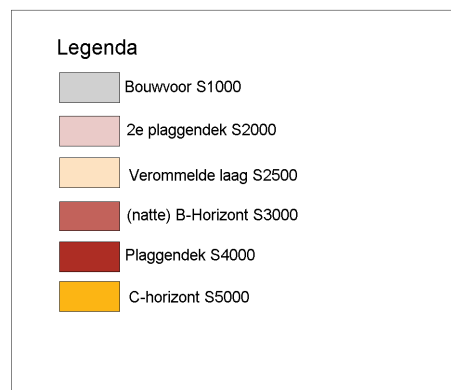 Legenda
Bouwvoor S1000
2e plaggendek S2000
Verommelde laag S2500
(natte) B-Horizont S3000
Plaggendek S4000
C-horizont S5000